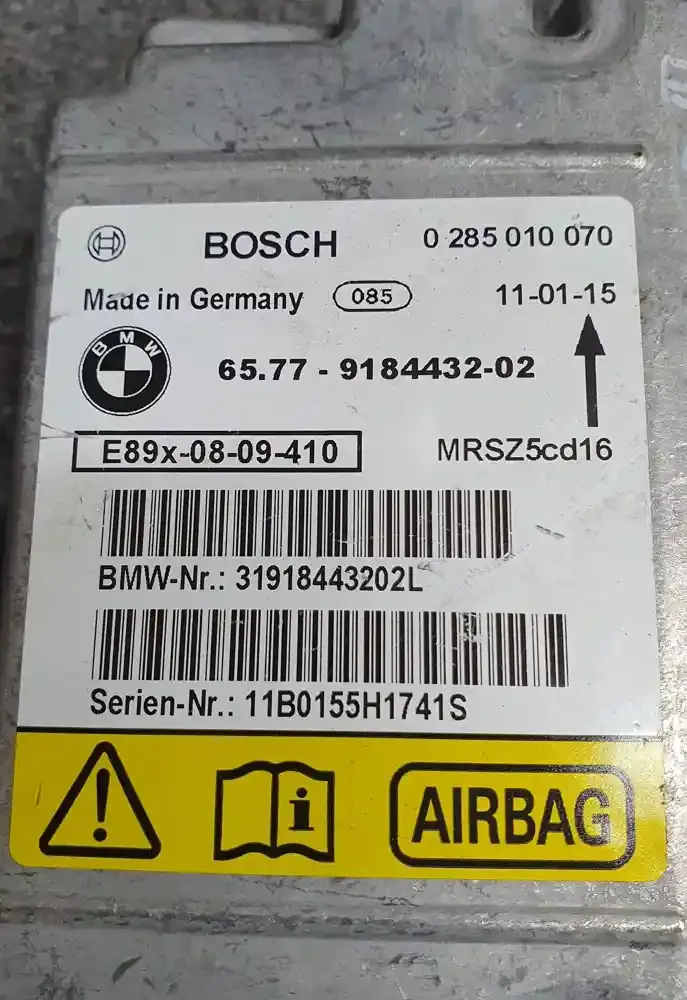 BOSCH 0 285 010 070
Made in Germany 085 11-01-15
BMW 65.77 - 9184432-02
E89x-08-09-410 MRSZ5cd16
BMW-Nr.: 31918443202L
Serien-Nr.: 11B0155H1741S
AIRBAG